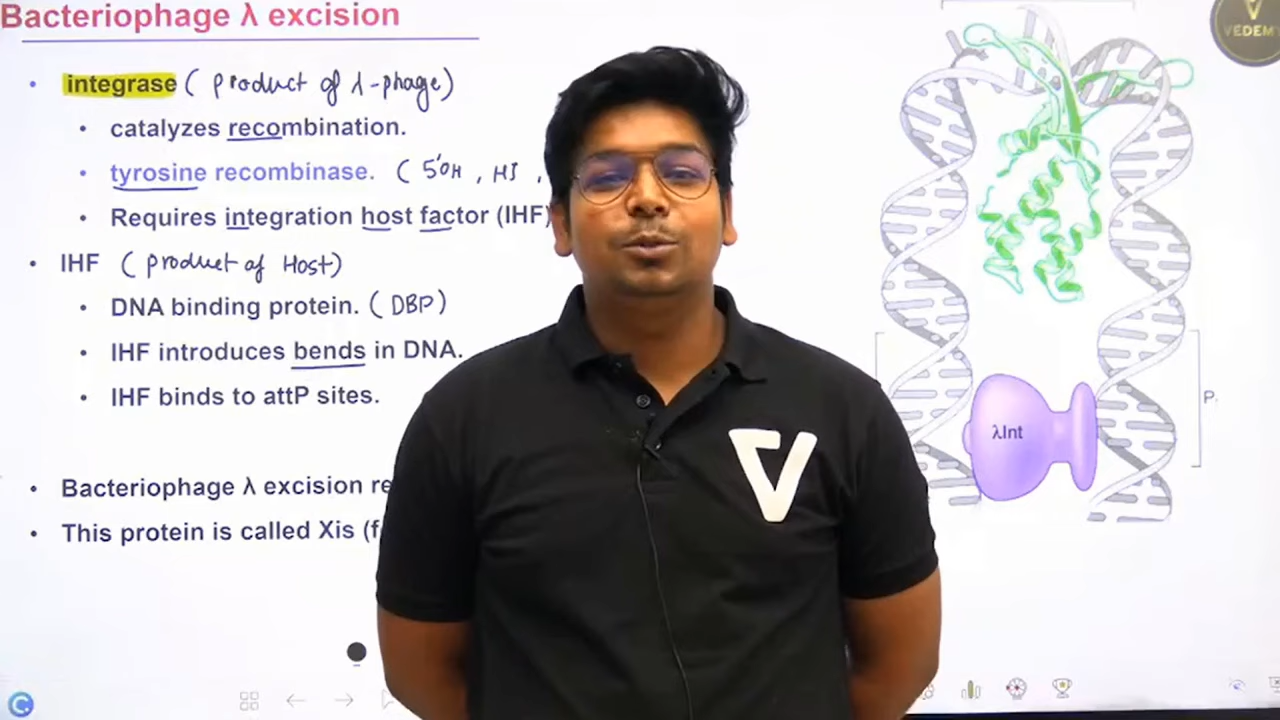 Bacteriophage λ excision
VEDEM
• integrase ( product of λ-phage)
• catalyzes recombination.
• tyrosine recombinase. ( 5'OH , HJ ,
• Requires integration host factor (IHF)
• IHF ( product of Host)
• DNA binding protein. ( DBP )
• IHF introduces bends in DNA.
• IHF binds to attP sites.
λInt
P
• Bacteriophage λ excision re
• This protein is called Xis (f